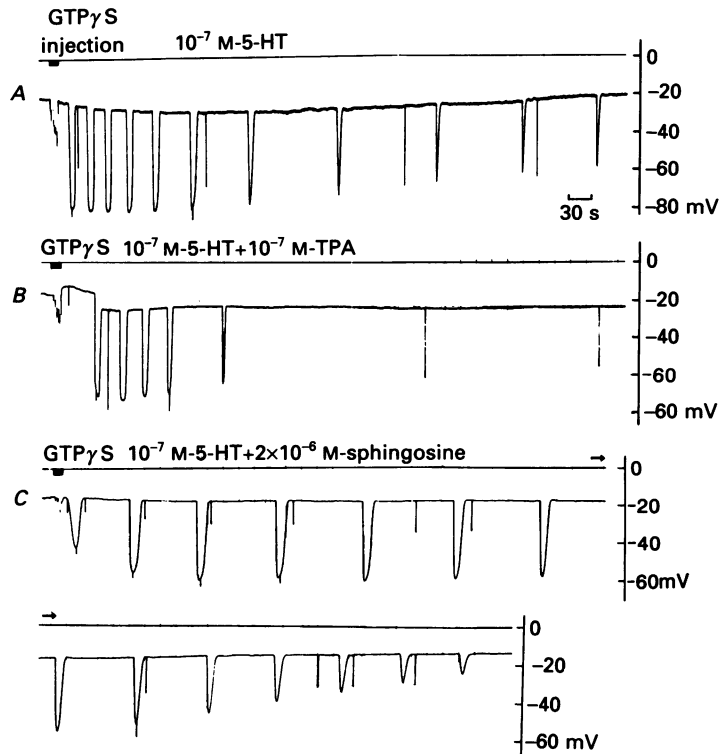 GTPγS
injection 10⁻⁷ M-5-HT
0
A
−20
−40
−60
30 s
−80 mV
GTPγS 10⁻⁷ M-5-HT+10⁻⁷ M-TPA
0
B
−20
−40
−60
−60 mV
GTPγS 10⁻⁷ M-5-HT+2×10⁻⁶ M-sphingosine →
0
C
−20
−40
−60mV
→
0
−20
−40
−60 mV